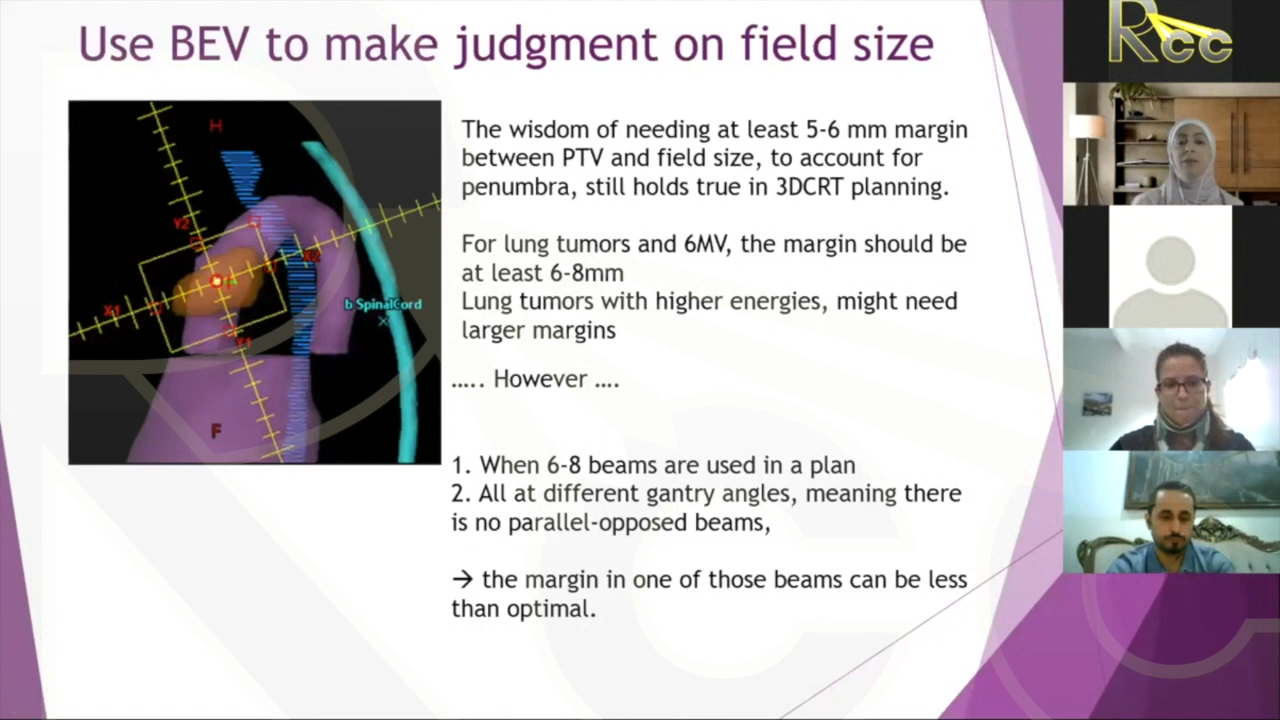 Use BEV to make judgment on field size
H
Y2
X2
X1
Y1
b SpinalCord
F
The wisdom of needing at least 5-6 mm margin
between PTV and field size, to account for
penumbra, still holds true in 3DCRT planning.
For lung tumors and 6MV, the margin should be
at least 6-8mm
Lung tumors with higher energies, might need
larger margins
….. However ….
1. When 6-8 beams are used in a plan
2. All at different gantry angles, meaning there
is no parallel-opposed beams,
→ the margin in one of those beams can be less
than optimal.
Rcc